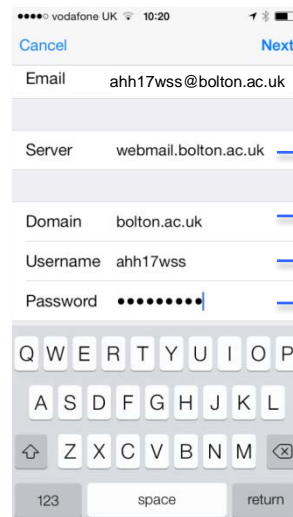 vodafone UK 10:20
Cancel Next
Email ahh17wss@bolton.ac.uk
Server webmail.bolton.ac.uk
Domain bolton.ac.uk
Username ahh17wss
Password •••••••••
Q W E R T Y U I O P
A S D F G H J K L
Z X C V B N M
123 space return